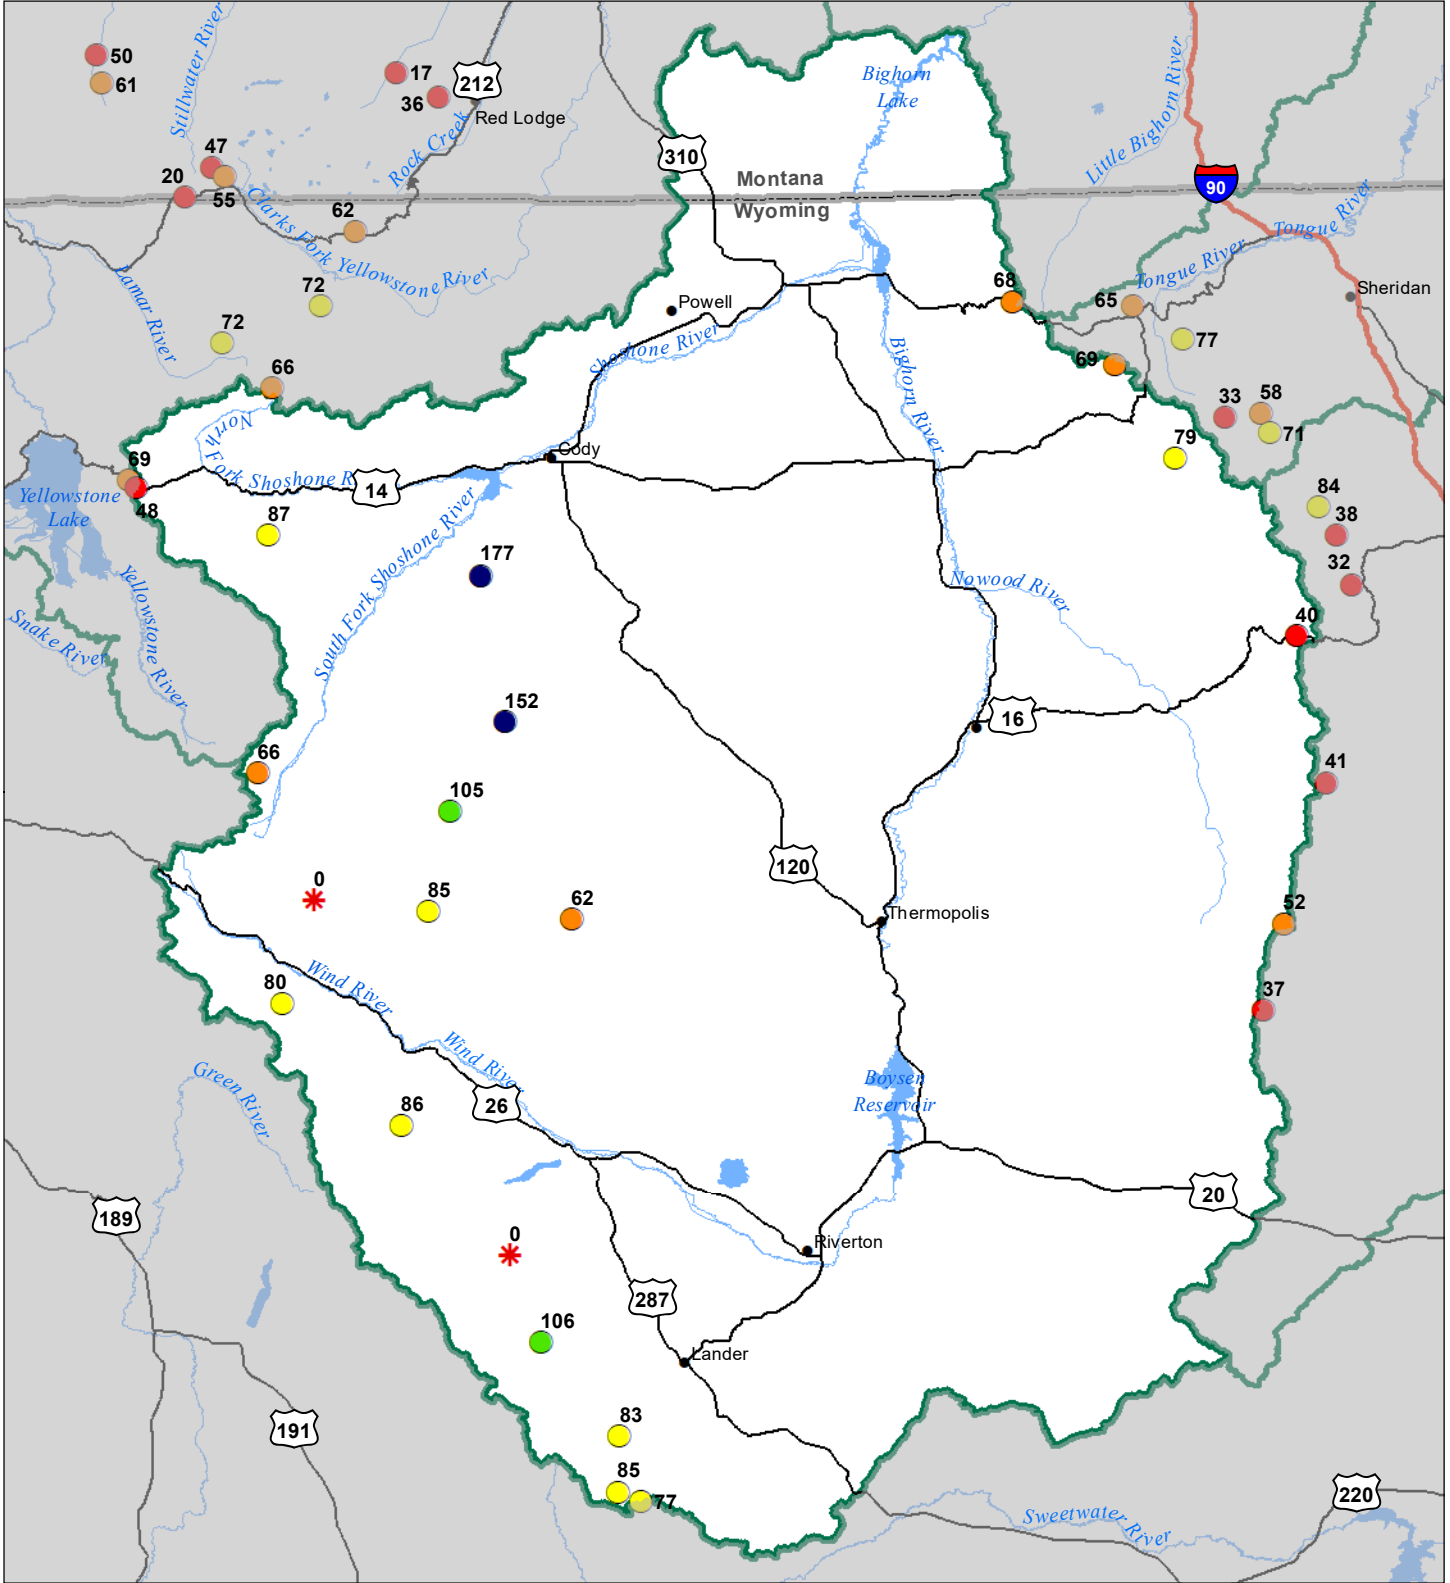 50
61
Stillwater River
17
36
212
Red Lodge
Rock Creek
47
20
55
62
Clarks Fork Yellowstone River
Bighorn
Lake
310
Montana
Wyoming
Little Bighorn River
90
Tongue River
Tongue River
Lamar River
72
72
66
Powell
Shoshone River
Bighorn River
68
65
Sheridan
77
69
33
58
71
79
North
Fork Shoshone R
14
Cody
69
48
Yellowstone
Lake
87
177
South Fork Shoshone River
84
38
32
40
Nowood River
Yellowstone River
Snake River
152
16
66
105
41
120
0
85
62
Thermopolis
52
80
Wind River
37
Wind River
Boysen
Reservoir
Green River
86
26
189
20
0
Riverton
287
106
Lander
191
83
85
77
220
Sweetwater River